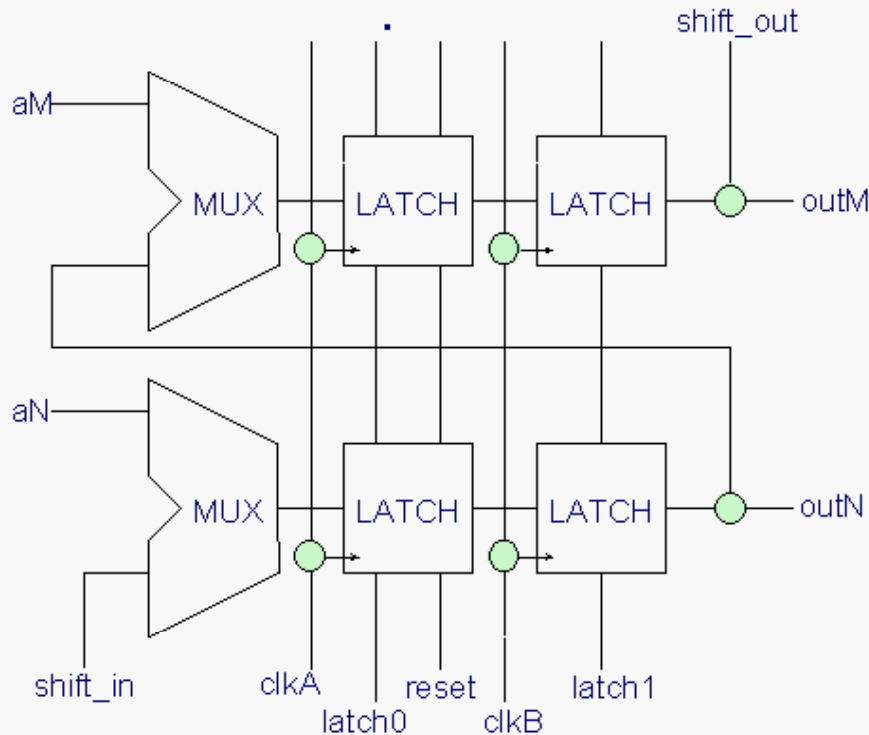 shift_out
aM
MUX LATCH LATCH outM
aN
MUX LATCH LATCH outN
shift_in clkA reset latch1
latch0 clkB